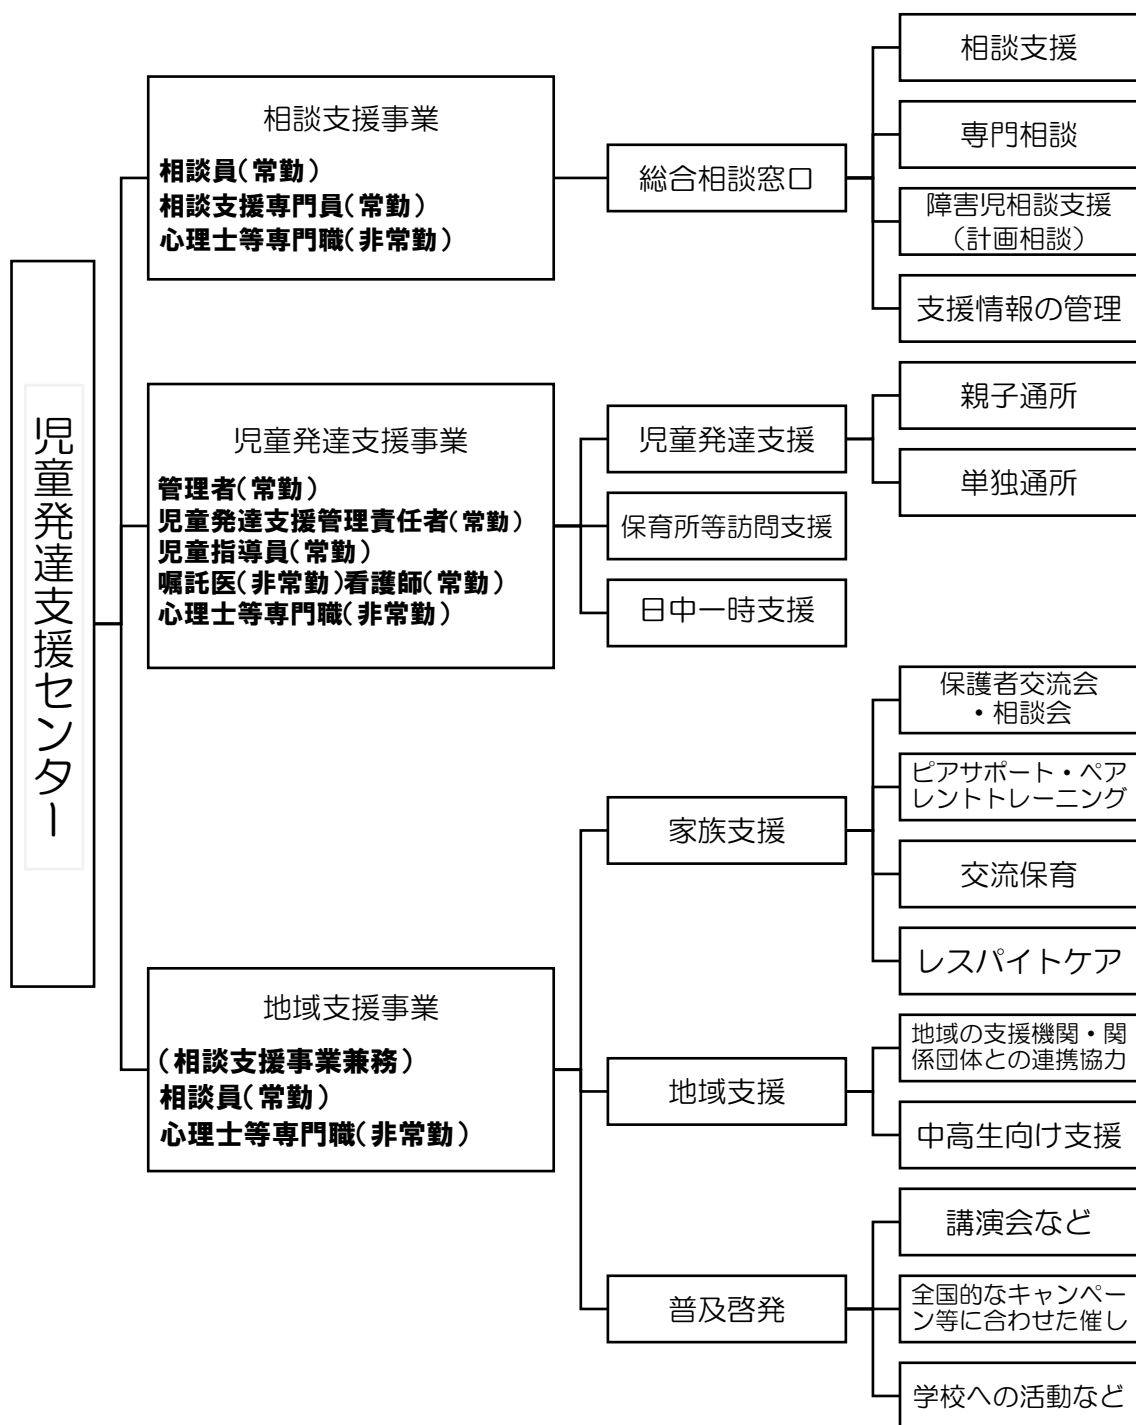 児童発達支援センター
相談支援事業
相談員(常勤)
相談支援専門員(常勤)
心理士等専門職(非常勤)
総合相談窓口
相談支援
専門相談
障害児相談支援
(計画相談)
支援情報の管理
児童発達支援事業
管理者(常勤)
児童発達支援管理責任者(常勤)
児童指導員(常勤)
嘱託医(非常勤)看護師(常勤)
心理士等専門職(非常勤)
児童発達支援
親子通所
単独通所
保育所等訪問支援
日中一時支援
地域支援事業
(相談支援事業兼務)
相談員(常勤)
心理士等専門職(非常勤)
家族支援
保護者交流会
・相談会
ピアサポート・ペア
レントトレーニング
交流保育
レスパイトケア
地域支援
地域の支援機関・関
係団体との連携協力
中高生向け支援
普及啓発
講演会など
全国的なキャンペー
ン等に合わせた催し
学校への活動など